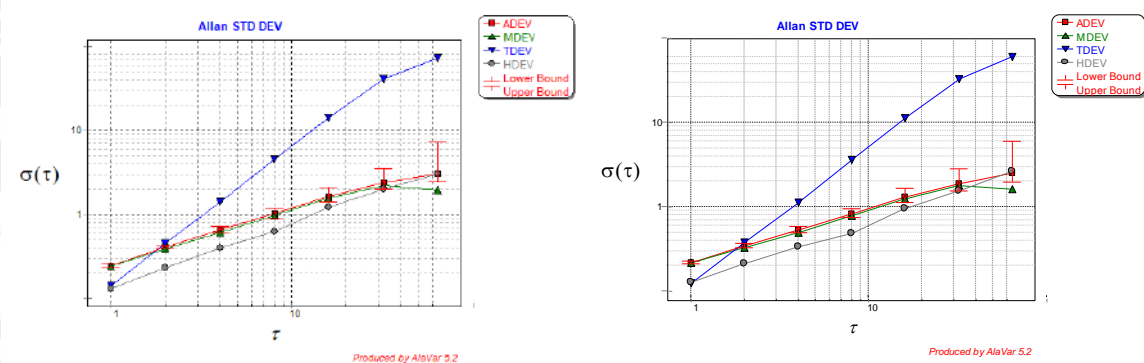 Allan STD DEV
ADEV
MDEV
TDEV
HDEV
Lower Bound
Upper Bound
10
1
σ(τ)
1
10
τ
Produced by AlaVar 5.2
Allan STD DEV
ADEV
MDEV
TDEV
HDEV
Lower Bound
Upper Bound
10
1
σ(τ)
1
10
τ
Produced by AlaVar 5.2